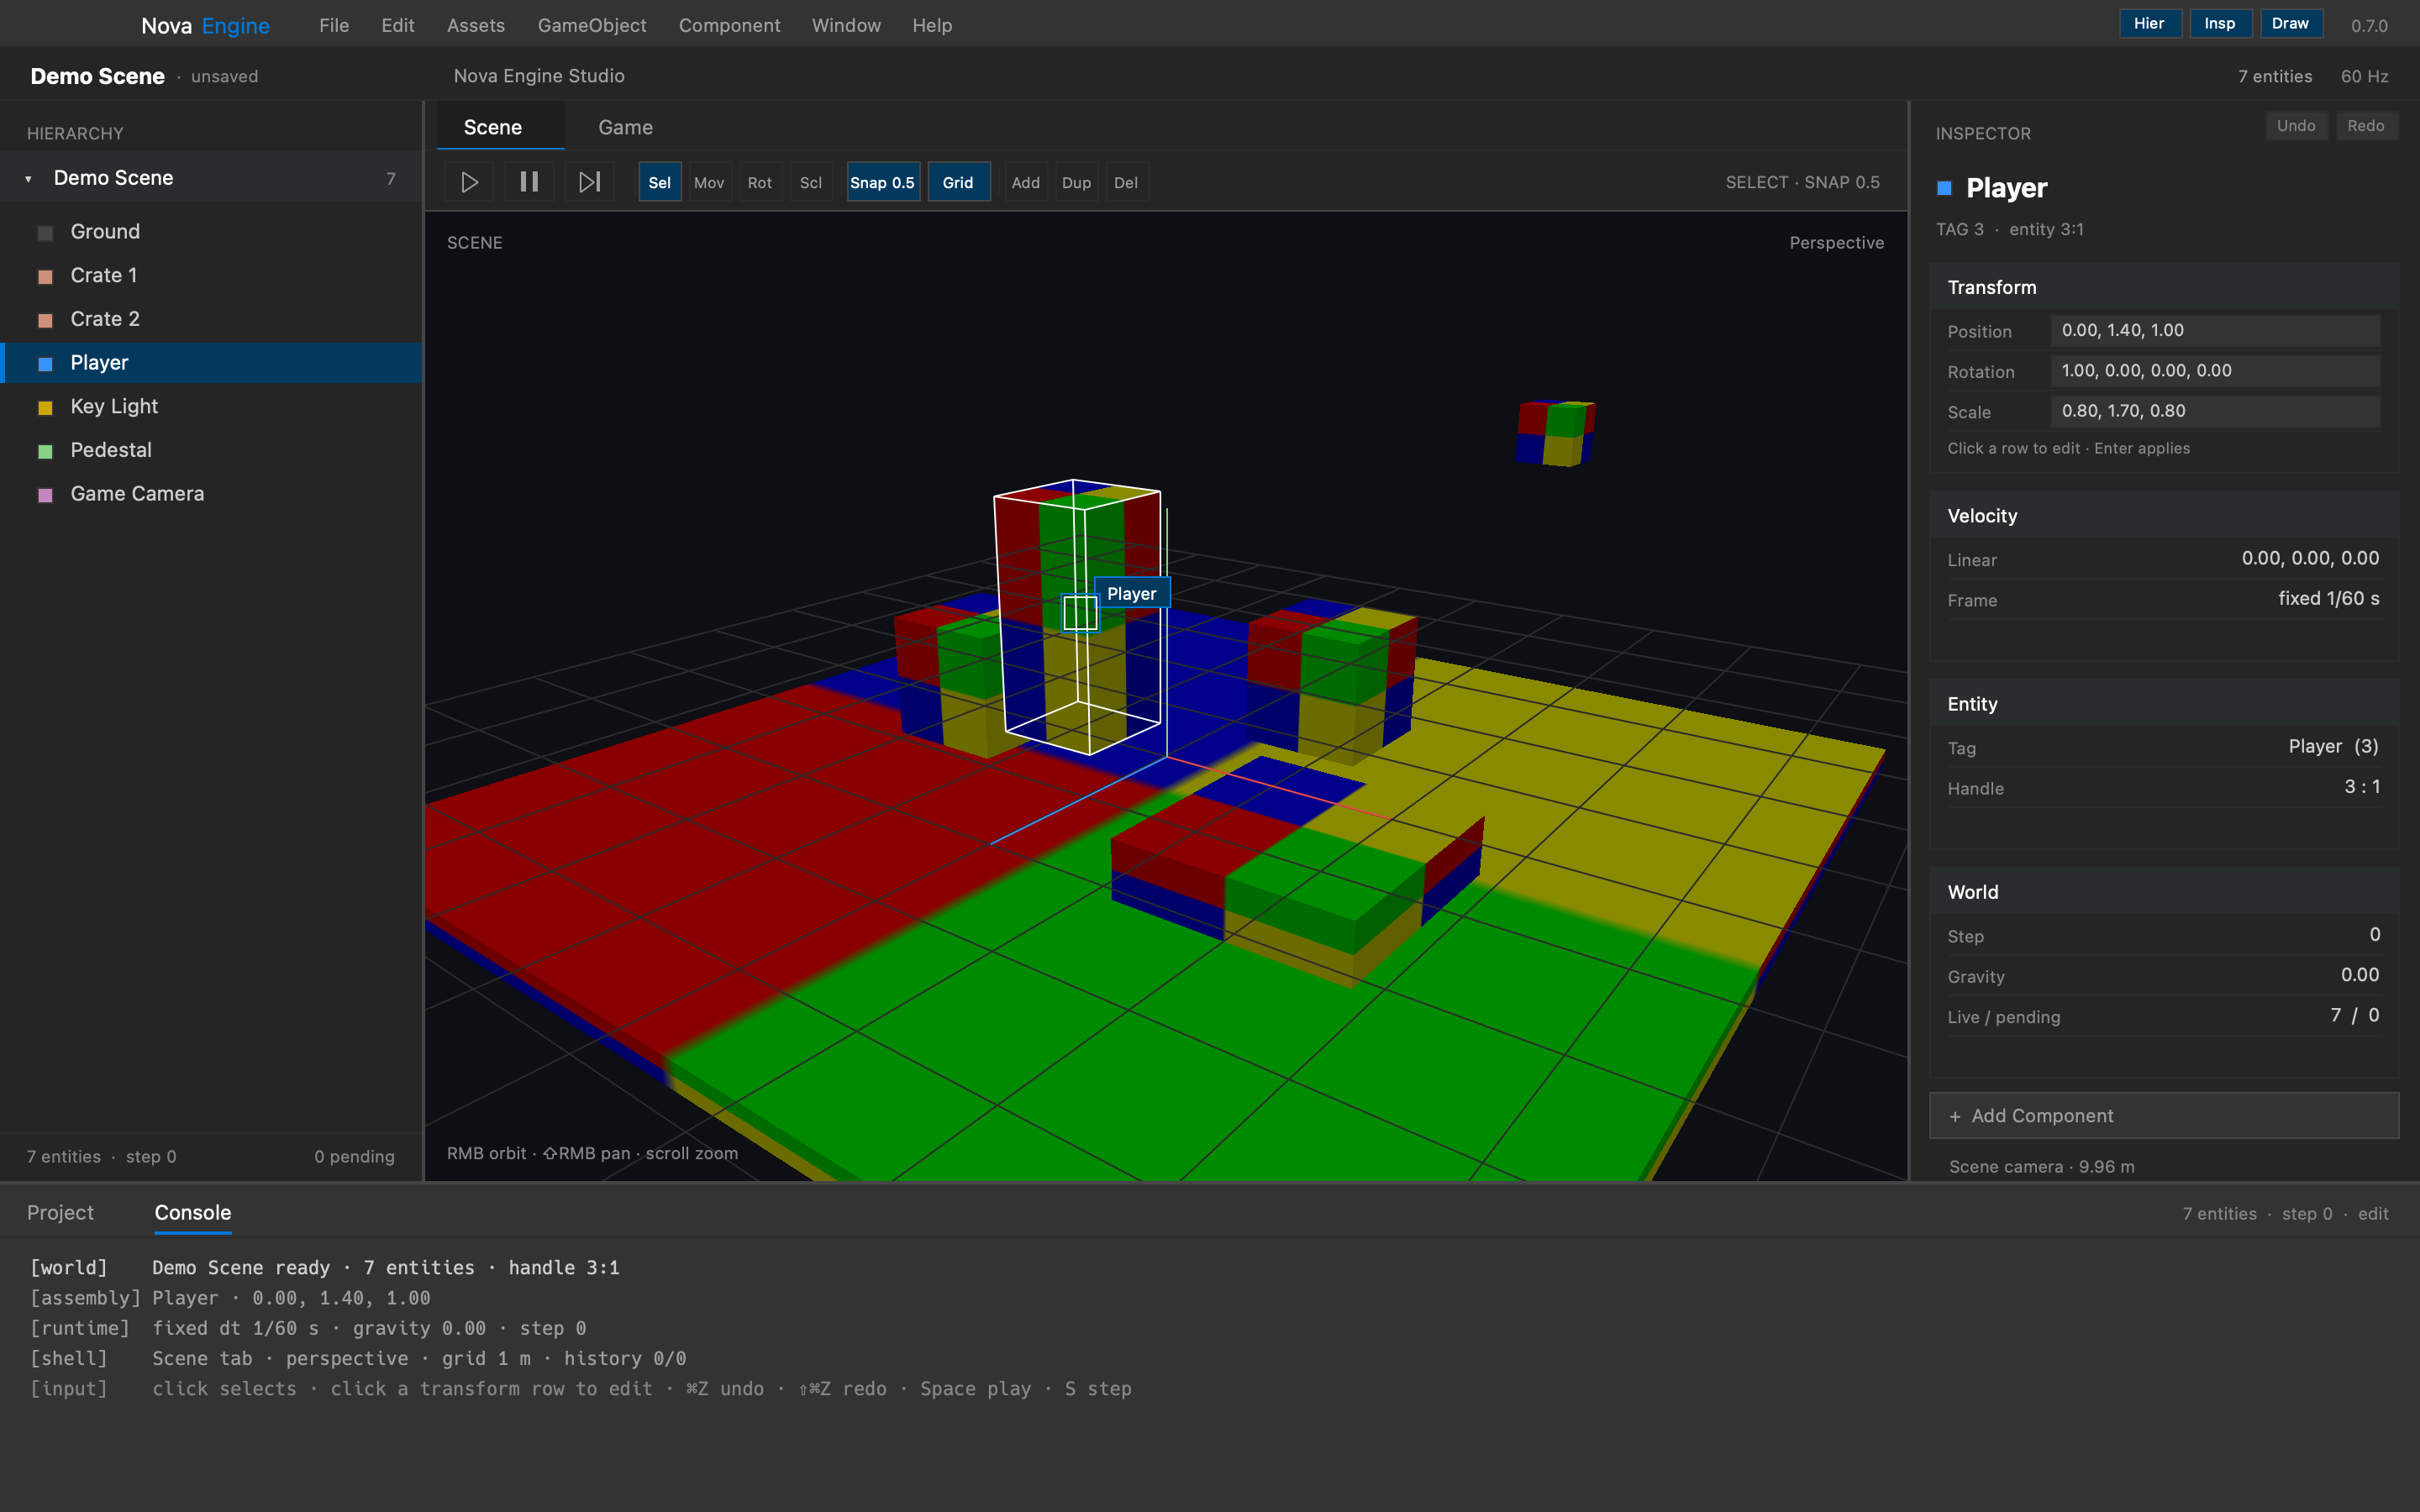 Nova Engine File Edit Assets GameObject Component Window Help Hier Insp Draw 0.7.0
Demo Scene · unsaved Nova Engine Studio 7 entities 60 Hz
HIERARCHY
▾ Demo Scene 7
Ground
Crate 1
Crate 2
Player
Key Light
Pedestal
Game Camera
7 entities · step 0 0 pending
Scene Game
Sel Mov Rot Scl Snap 0.5 Grid Add Dup Del SELECT · SNAP 0.5
SCENE Perspective
Player
RMB orbit · ⇧RMB pan · scroll zoom
INSPECTOR Undo Redo
Player
TAG 3 · entity 3:1
Transform
Position 0.00, 1.40, 1.00
Rotation 1.00, 0.00, 0.00, 0.00
Scale 0.80, 1.70, 0.80
Click a row to edit · Enter applies
Velocity
Linear 0.00, 0.00, 0.00
Frame fixed 1/60 s
Entity
Tag Player (3)
Handle 3 : 1
World
Step 0
Gravity 0.00
Live / pending 7 / 0
+ Add Component
Scene camera · 9.96 m
Project Console 7 entities · step 0 · edit
[world] Demo Scene ready · 7 entities · handle 3:1
[assembly] Player · 0.00, 1.40, 1.00
[runtime] fixed dt 1/60 s · gravity 0.00 · step 0
[shell] Scene tab · perspective · grid 1 m · history 0/0
[input] click selects · click a transform row to edit · ⌘Z undo · ⇧⌘Z redo · Space play · S step